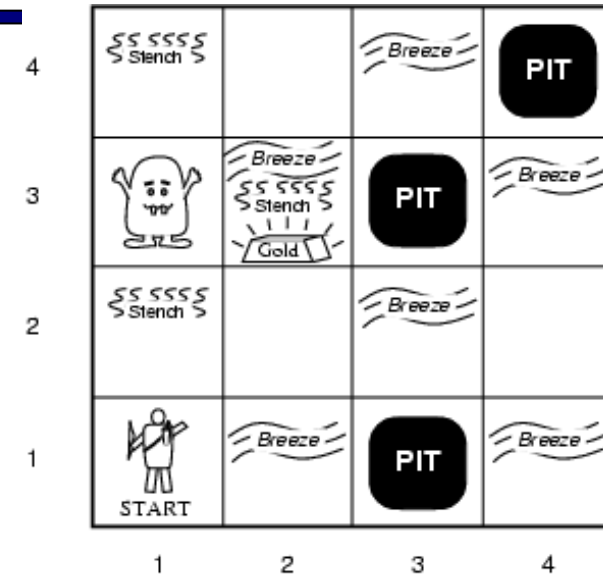 4
Stench
Breeze
PIT
3
Breeze
Stench
Gold
PIT
Breeze
2
Stench
Breeze
1
START
Breeze
PIT
Breeze
1 2 3 4